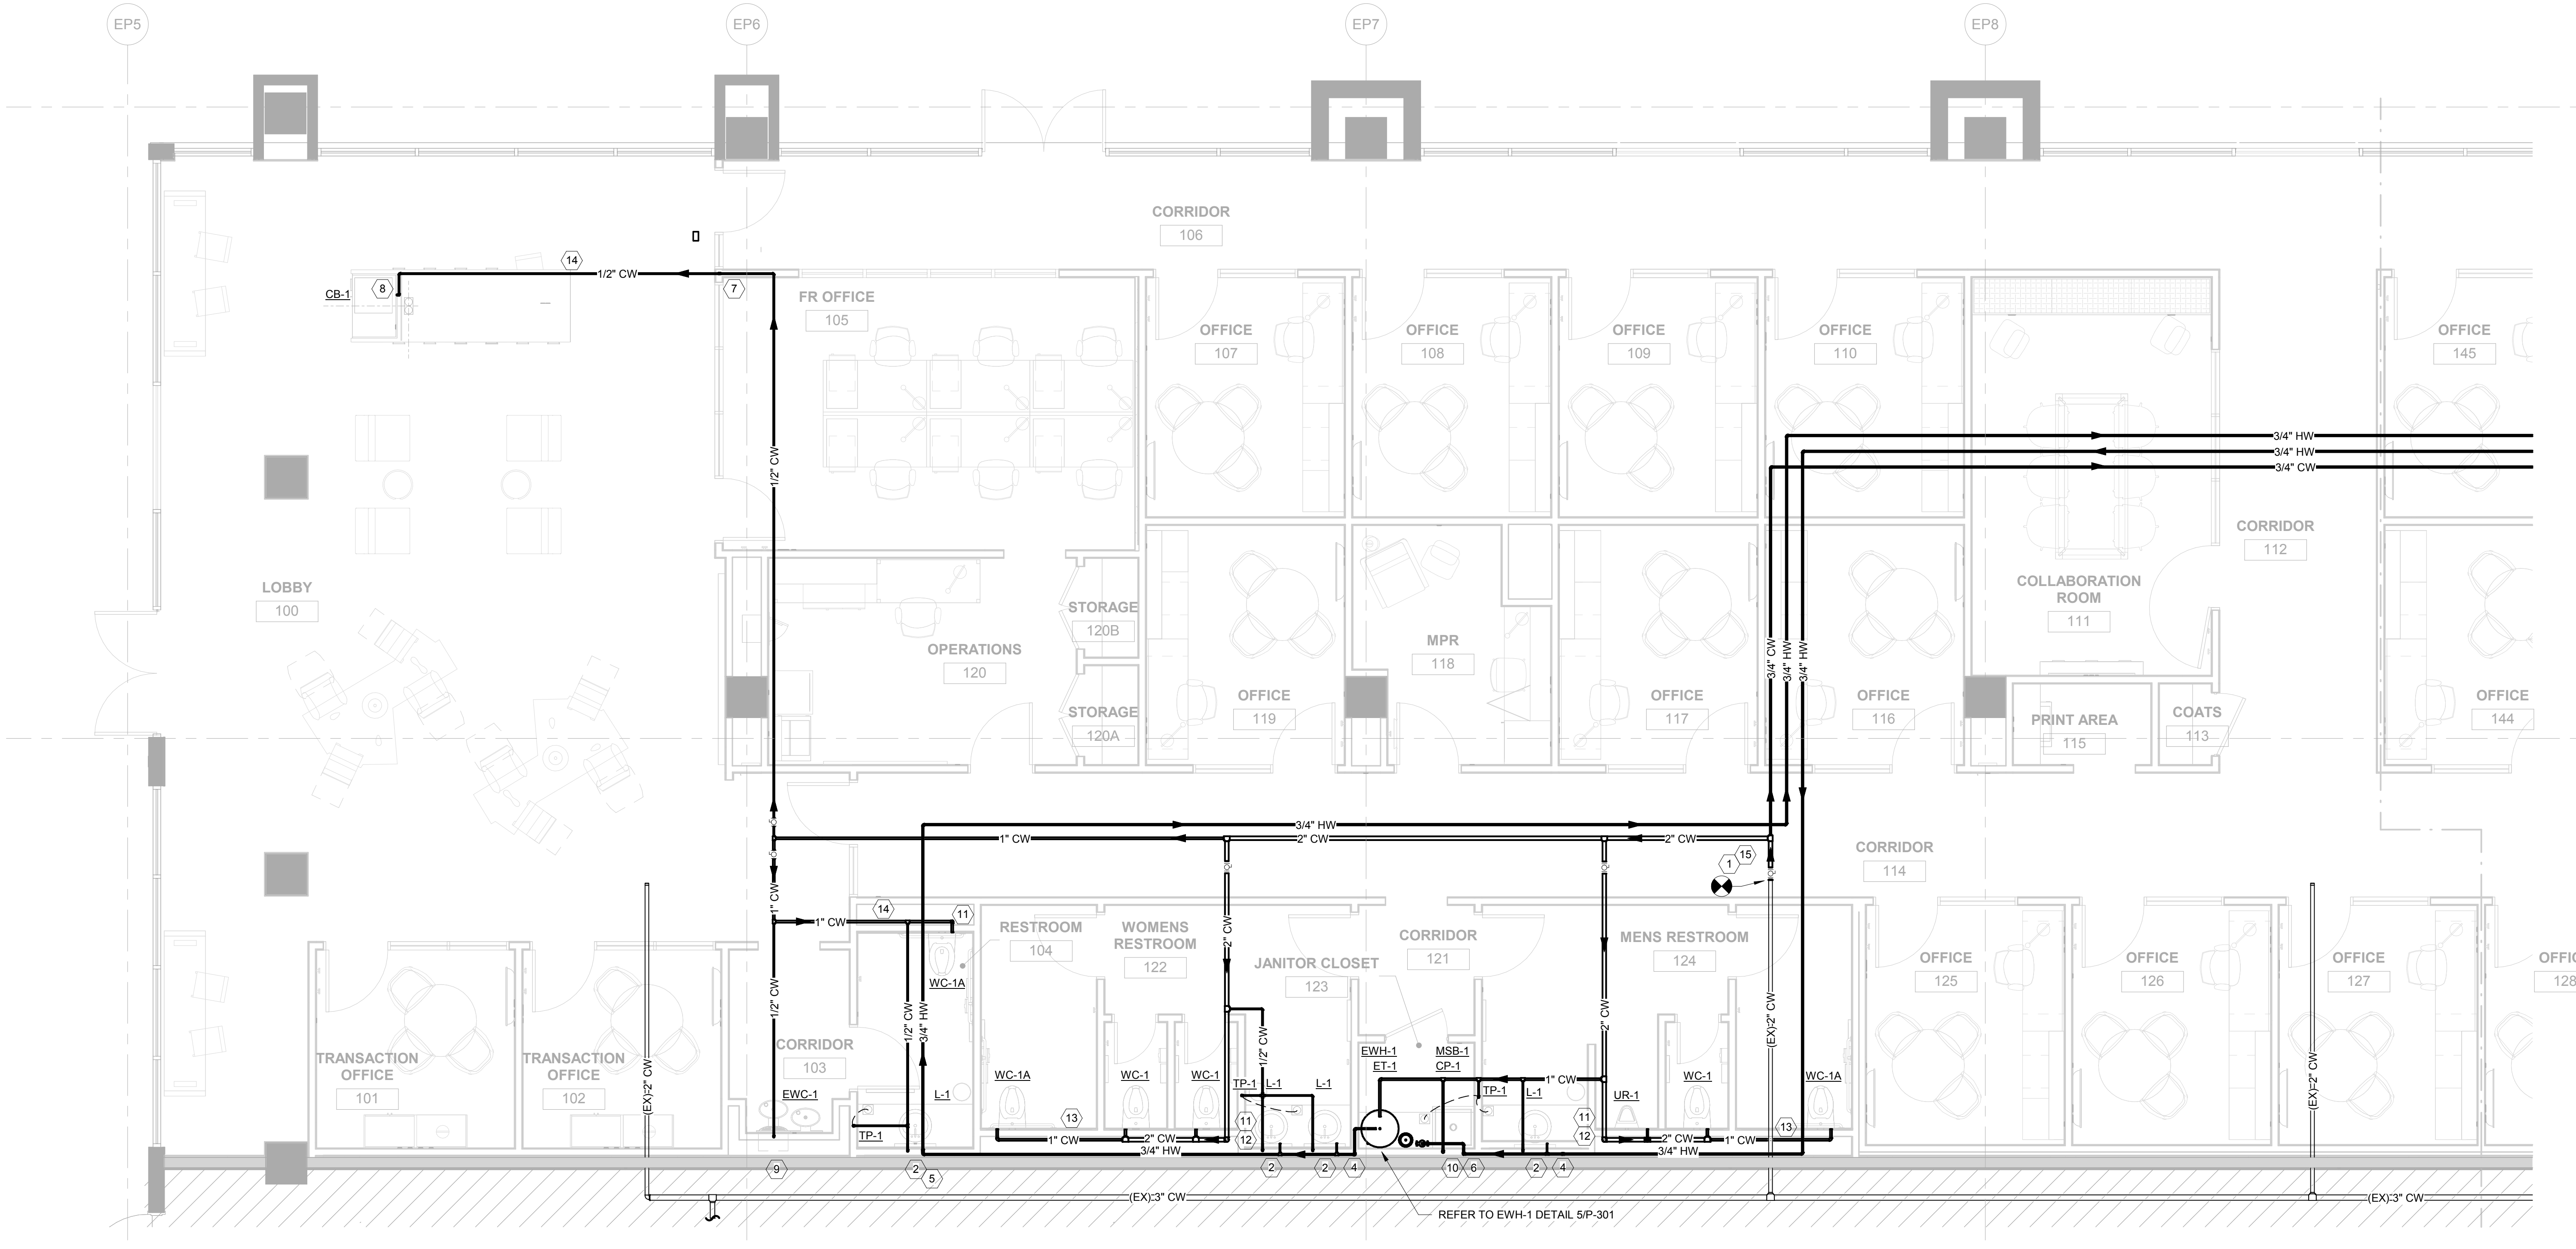 EP5
EP6
EP7
EP8
CORRIDOR
106
14
1/2" CW
CB-1
8
7
FR OFFICE
105
OFFICE
107
OFFICE
108
OFFICE
109
OFFICE
110
OFFICE
145
3/4" HW
3/4" HW
3/4" CW
1/2" CW
CORRIDOR
112
LOBBY
100
COLLABORATION
ROOM
111
STORAGE
120B
OPERATIONS
120
MPR
118
3/4" CW
3/4" HW
3/4" HW
OFFICE
119
OFFICE
117
OFFICE
116
OFFICE
144
STORAGE
120A
PRINT AREA
115
COATS
113
3/4" HW
1" CW
2" CW
2" CW
CORRIDOR
114
1
15
1" CW
1" CW
14
11
RESTROOM
104
WOMENS
RESTROOM
122
2" CW
CORRIDOR
121
MENS RESTROOM
124
JANITOR CLOSET
123
OFFICE
125
OFFICE
126
OFFICE
127
128
WC-1A
1/2" CW
1/2" CW
3/4" HW
1/2" CW
2" CW
(EX) 2" CW
TRANSACTION
OFFICE
101
TRANSACTION
OFFICE
102
(EX) 2" CW
CORRIDOR
103
EWC-1
L-1
TP-1
WC-1A
WC-1
WC-1
TP-1
L-1
L-1
EWH-1
ET-1
MSB-1
CP-1
TP-1
L-1
1" CW
UR-1
WC-1
WC-1A
(EX) 2" CW
13
11
12
11
12
13
1" CW
2" CW
2" CW
1" CW
3/4" HW
3/4" HW
9
2
5
2
2
4
10
6
2
4
(EX) 3" CW
(EX) 3" CW
REFER TO EWH-1 DETAIL 5/P-301